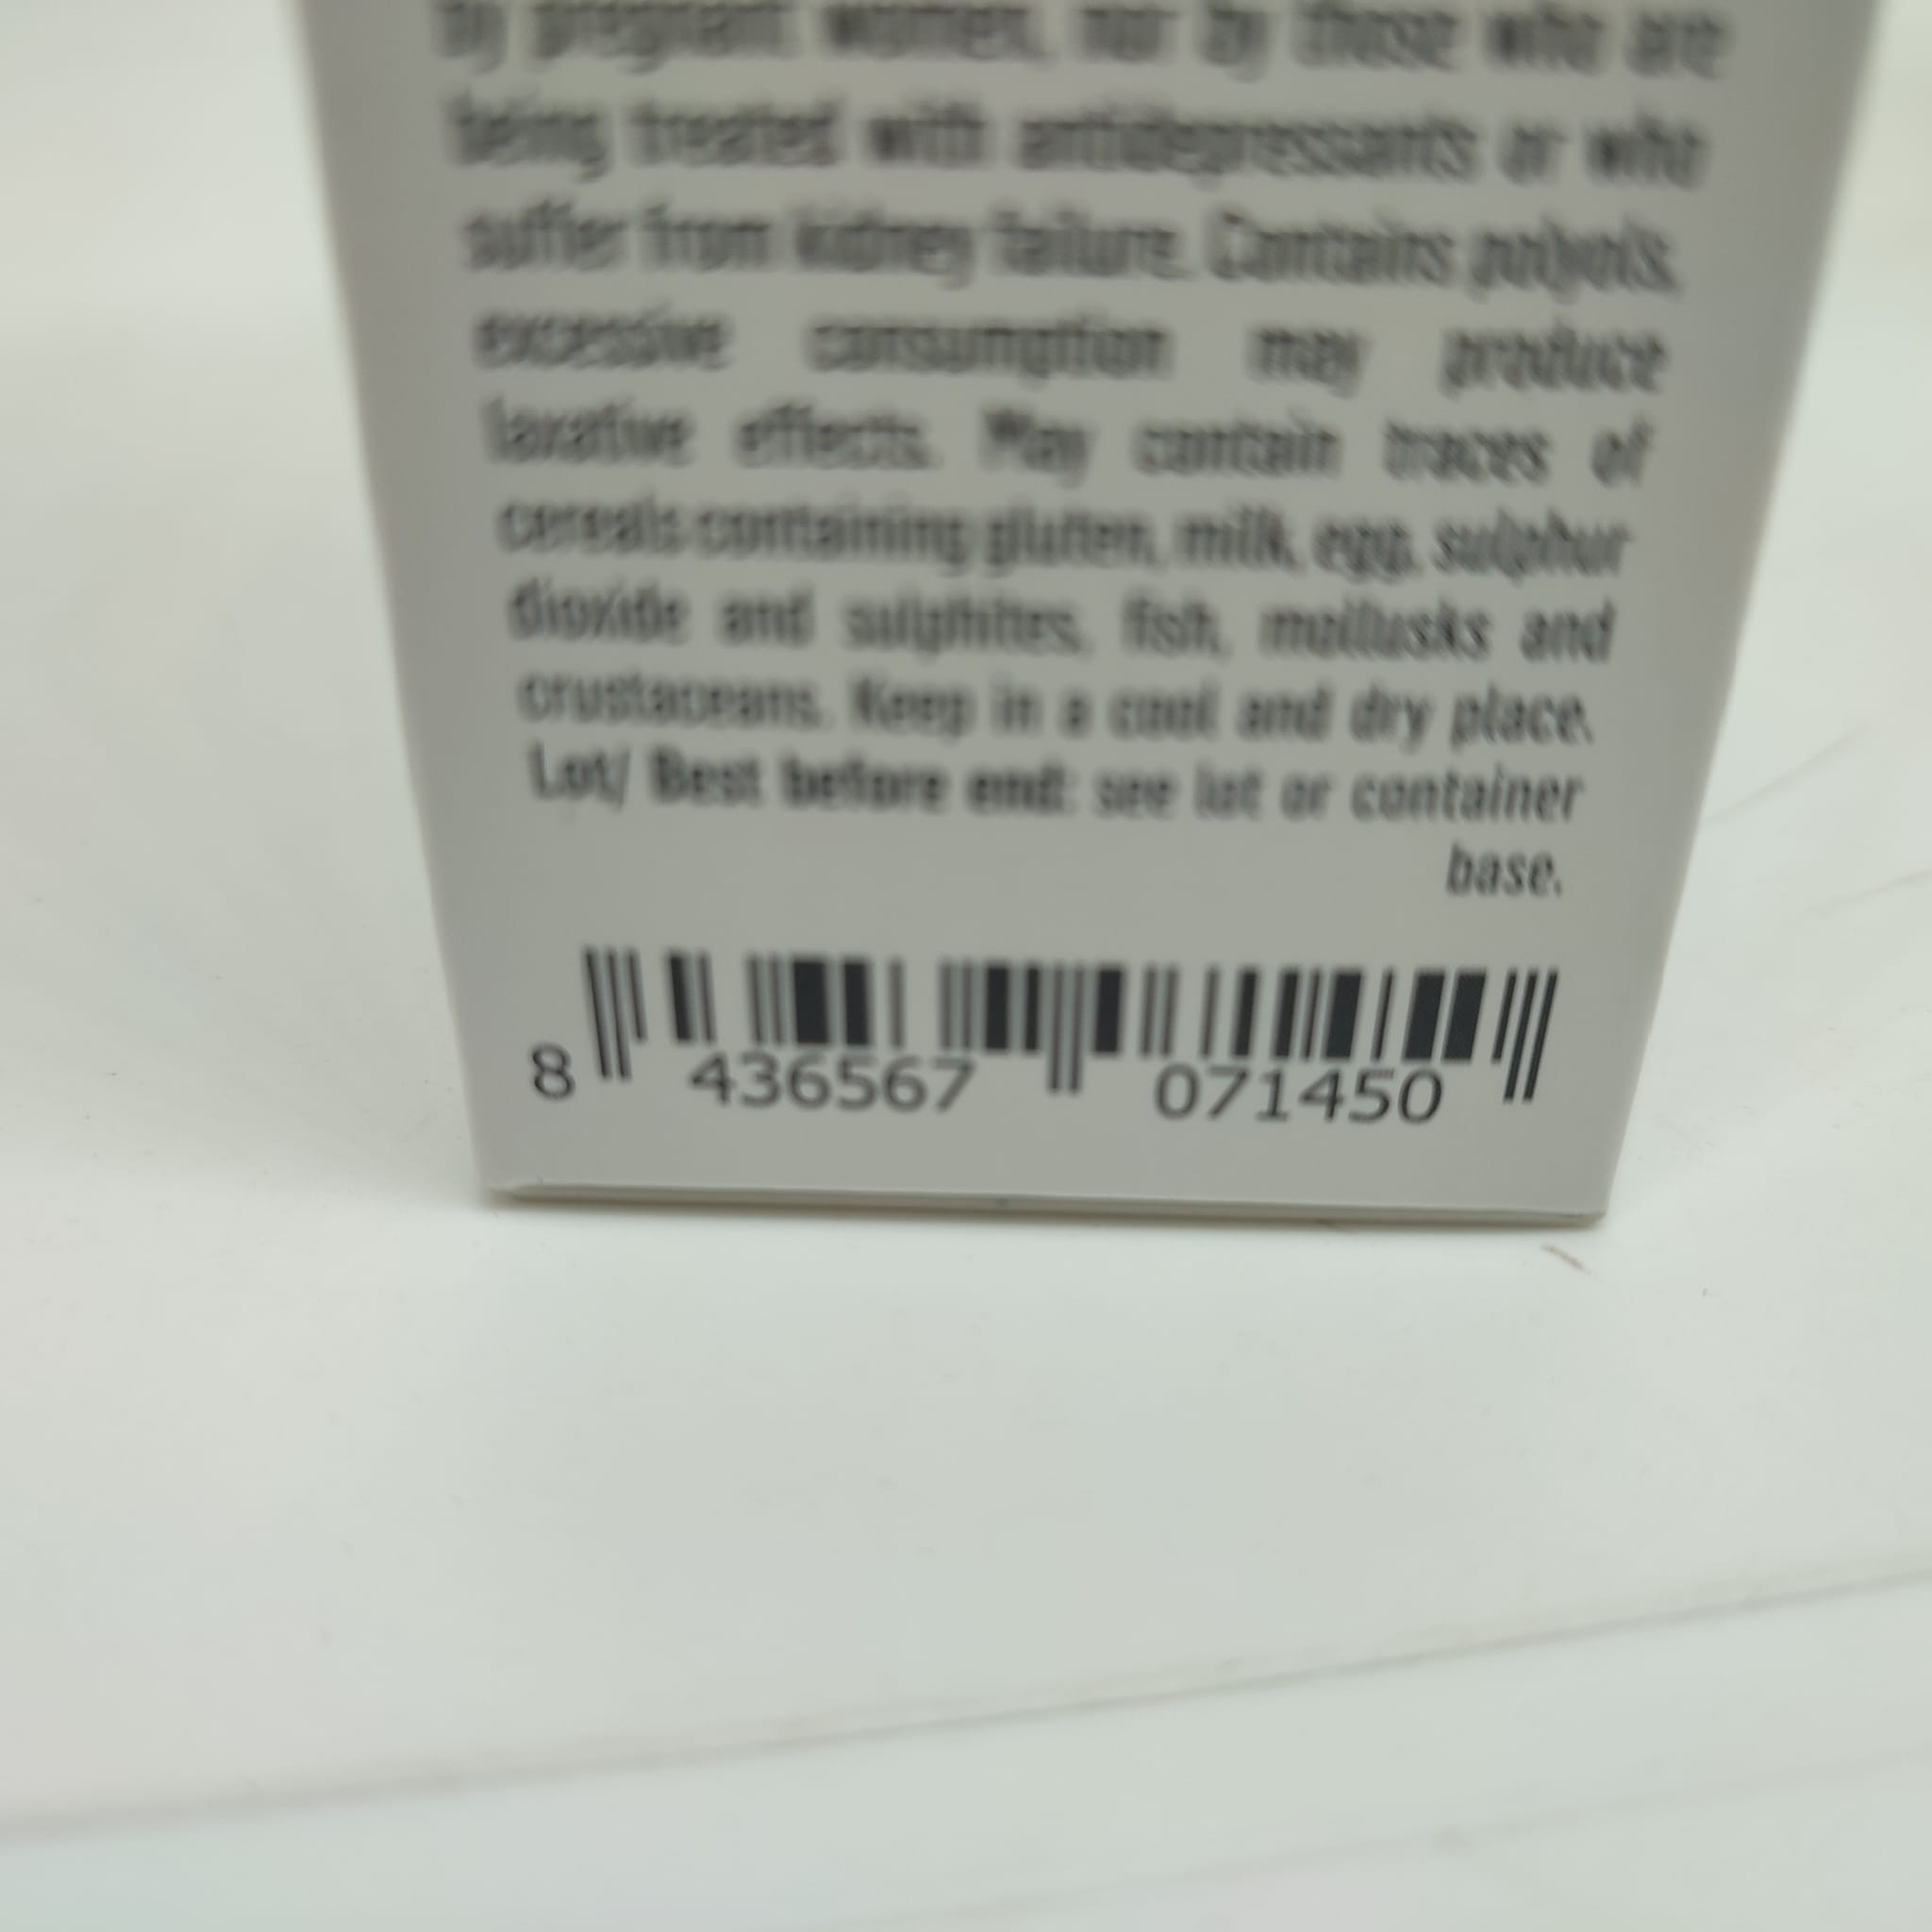 by pregnant women, nor by those who are
being treated with antidepressants or who
suffer from kidney failure. Contains polyols,
excessive consumption may produce
laxative effects. May contain traces of
cereals containing gluten, milk, egg, sulphur
dioxide and sulphites, fish, mollusks and
crustaceans. Keep in a cool and dry place.
Lot/ Best before end: see lot or container
base.
8 436567 071450